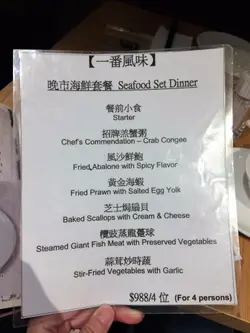 【一番風味】
晚市海鮮套餐 Seafood Set Dinner
餐前小食
Starter
招牌羔蟹粥
Chef's Commendation – Crab Congee
風沙鮮鮑
Fried Abalone with Spicy Flavor
黃金海蝦
Fried Prawn with Salted Egg Yolk
芝士焗扇貝
Baked Scallops with Cream & Cheese
欖豉蒸龍躉球
Steamed Giant Fish Meat with Preserved Vegetables
蒜茸炒時蔬
Stir-Fried Vegetables with Garlic
$988/4 位 (For 4 persons)